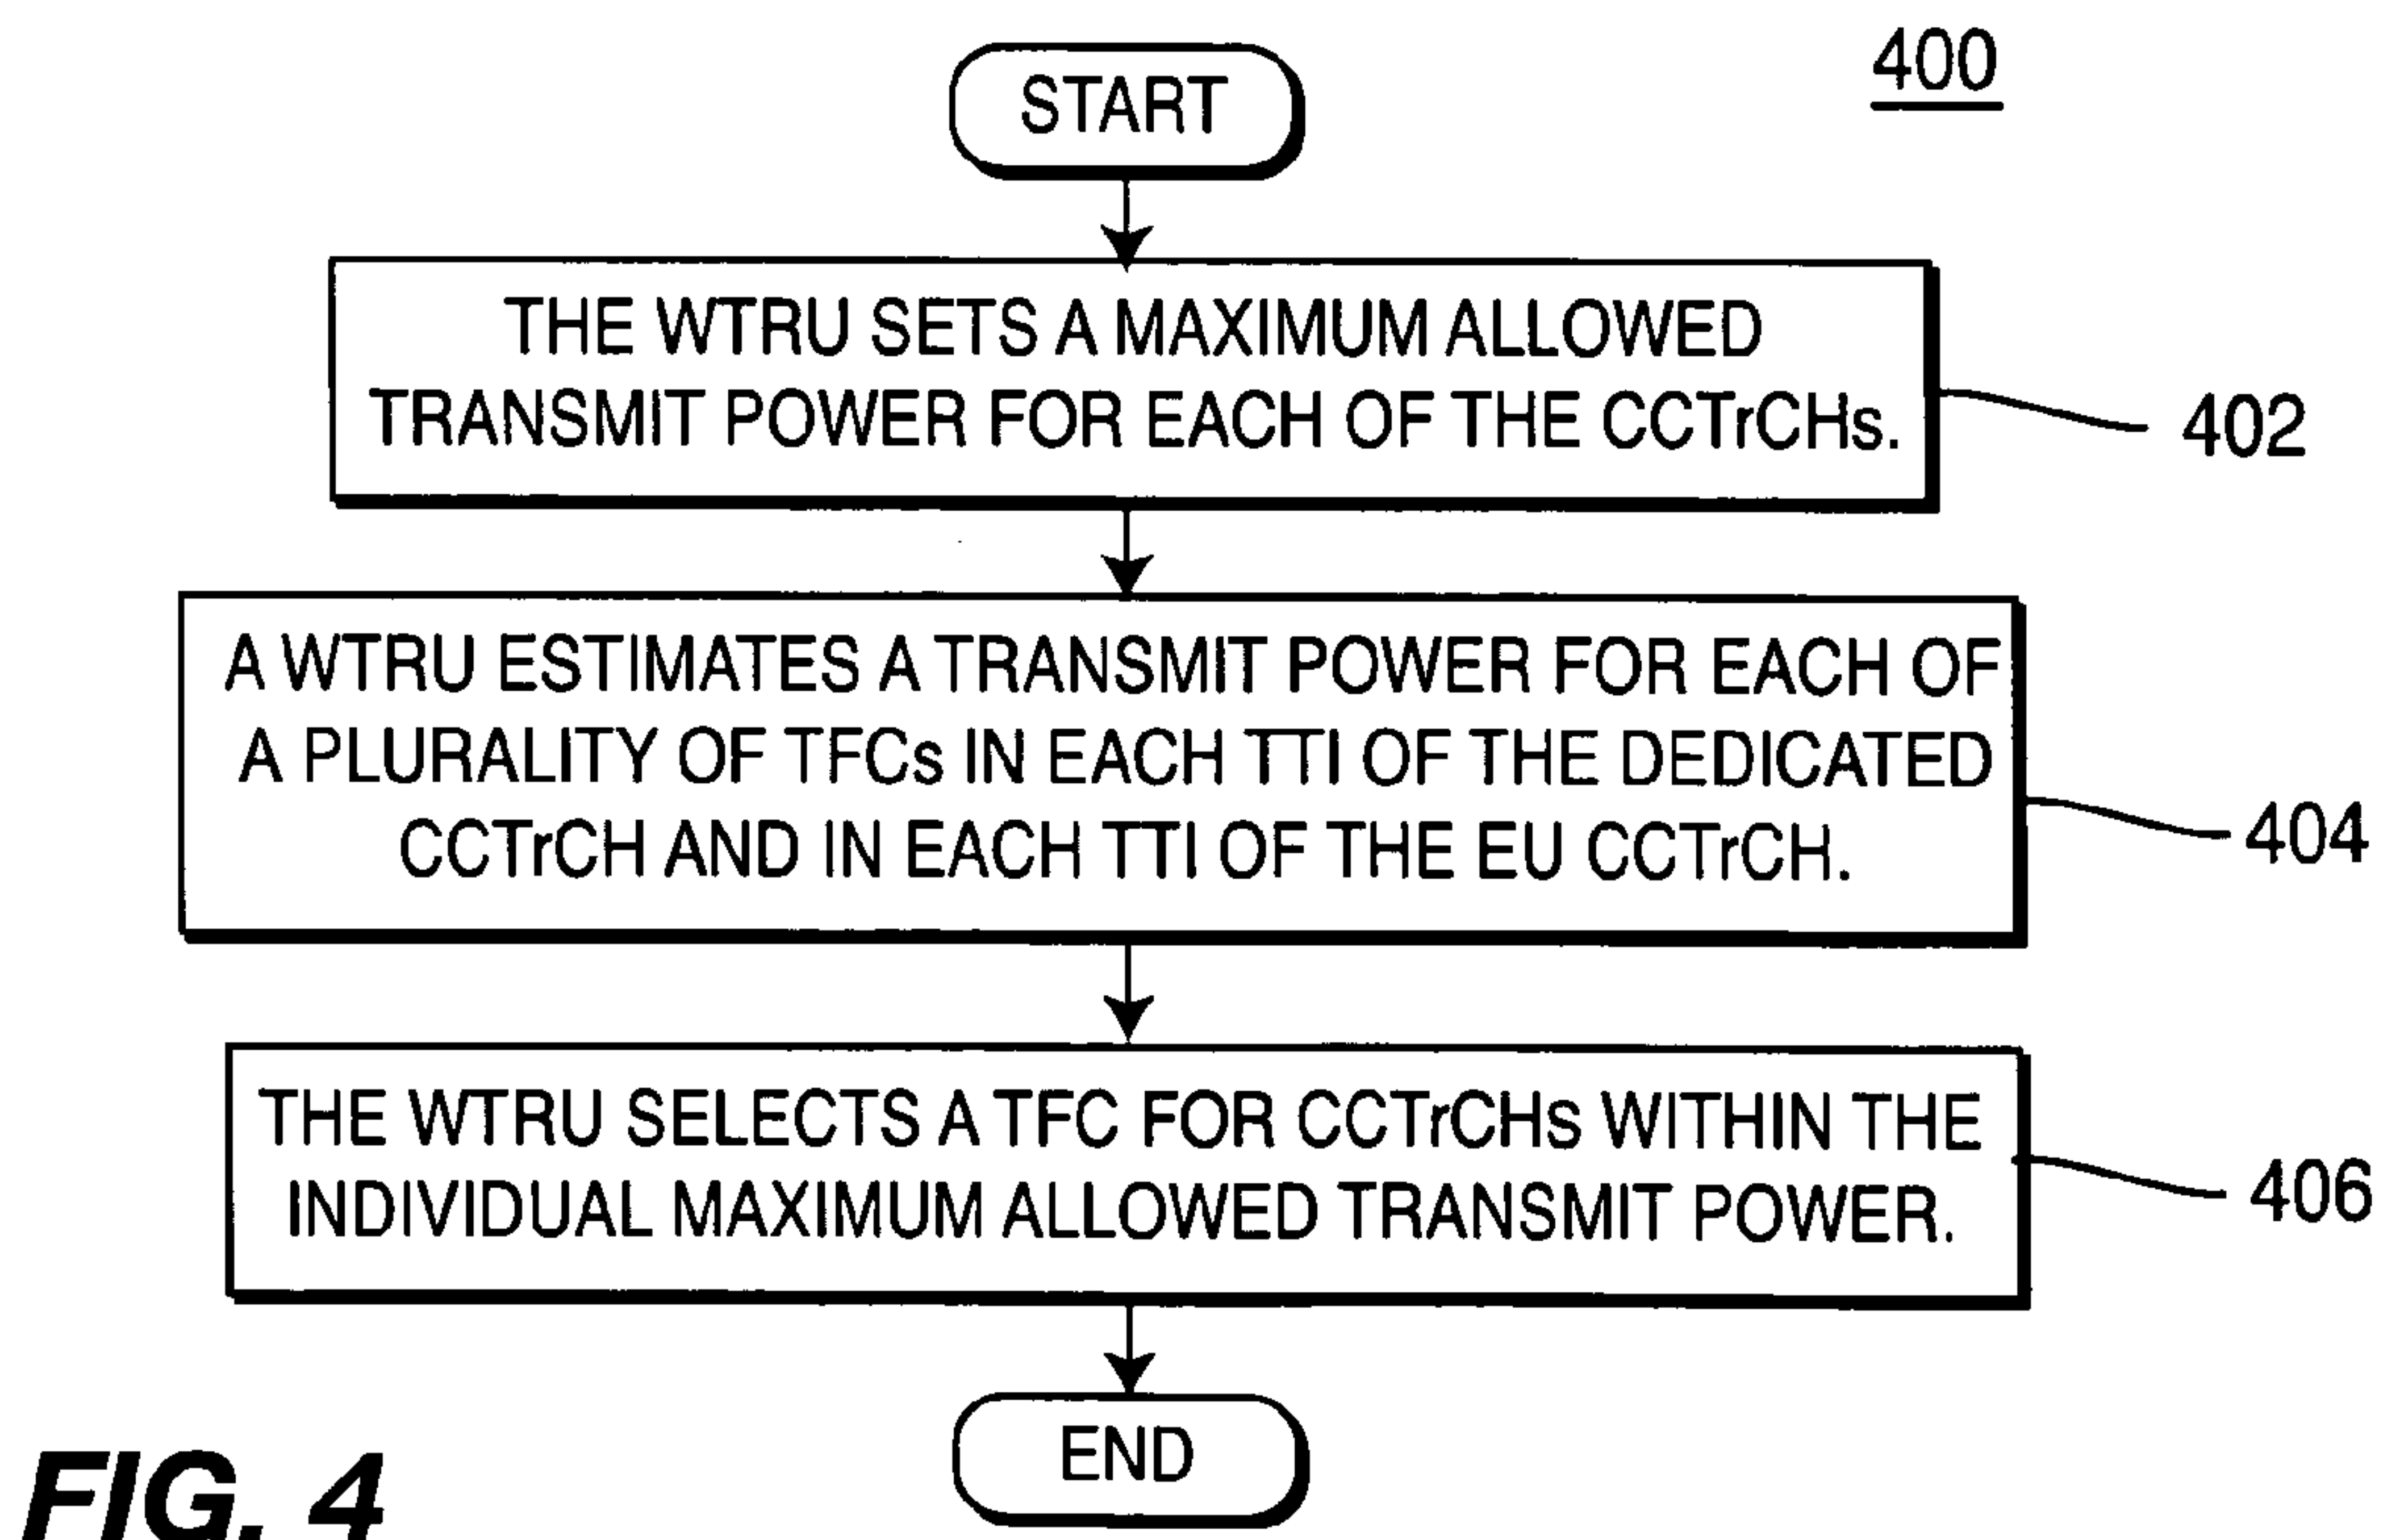 400
START
THE WTRU SETS A MAXIMUM ALLOWED
TRANSMIT POWER FOR EACH OF THE CCTrCHs.
402
A WTRU ESTIMATES A TRANSMIT POWER FOR EACH OF
A PLURALITY OF TFCs IN EACH TTI OF THE DEDICATED
CCTrCH AND IN EACH TTI OF THE EU CCTrCH.
404
THE WTRU SELECTS A TFC FOR CCTrCHs WITHIN THE
INDIVIDUAL MAXIMUM ALLOWED TRANSMIT POWER.
406
END
FIG. 4